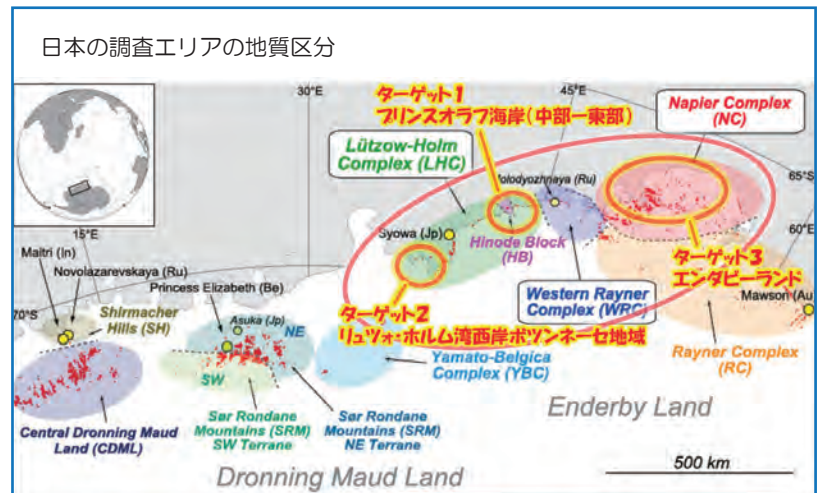 日本の調査エリアの地質区分
30°E
45°E
ターゲット1
プリンスオラフ海岸(中部ー東部)
Napier Complex
(NC)
Lützow-Holm
Complex (LHC)
Molodyozhnaya (Ru)
65°S
15°E
Maitri (In)
Novolazarevskaya (Ru)
Syowa (Jp)
Hinode Block
(HB)
60°E
ターゲット3
エンダビーランド
Princess Elizabeth (Be)
70°S
Shirmacher
Hills (SH)
Asuka (Jp)
NE
ターゲット2
リュツォ・ホルム湾西岸ボツンネーセ地域
Western Rayner
Complex (WRC)
Mawson (Au)
SW
Yamato-Belgica
Complex (YBC)
Rayner Complex
(RC)
Enderby Land
Central Dronning Maud
Land (CDML)
Sør Rondane
Mountains (SRM)
SW Terrane
Sør Rondane
Mountains (SRM)
NE Terrane
Dronning Maud Land
500 km